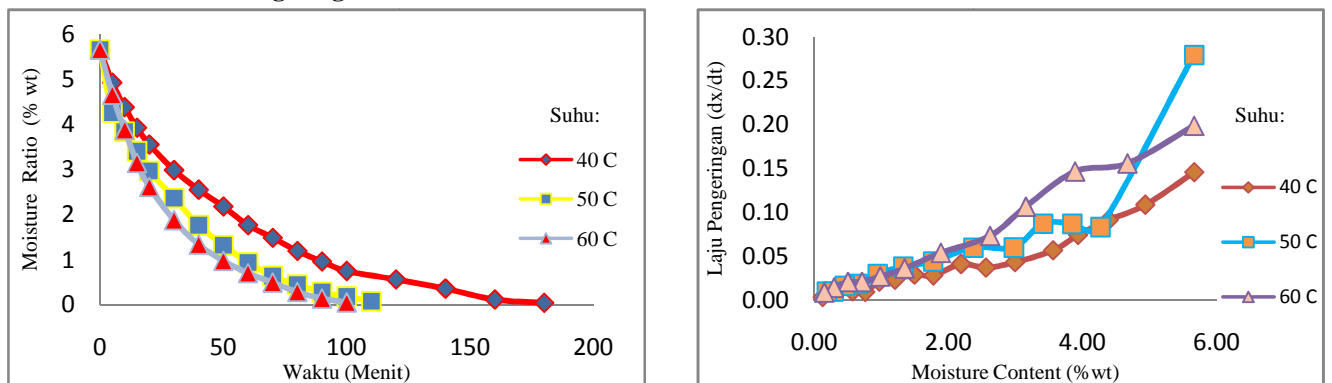 6
5
4
3
2
1
0
Moisture Ratio (% wt)
0 50 100 150 200
Waktu (Menit)
Suhu:
40 C
50 C
60 C
0.30
0.25
0.20
0.15
0.10
0.05
0.00
Laju Pengeringan (dx/dt)
0.00 2.00 4.00 6.00
Moisture Content (%wt)
Suhu:
40 C
50 C
60 C